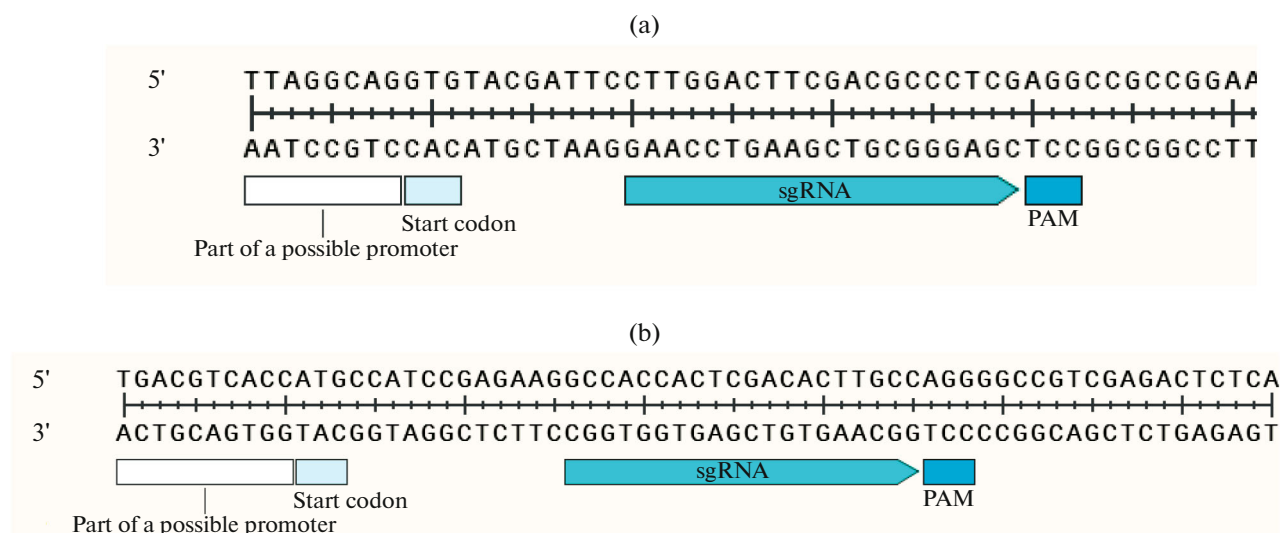 (a)
5' TTAGGCAGGTGTACGATTCCTTGGACTTCGACGCCCTCGAGGCCGCCGGAA
3' AATCCGTCCACATGCTAAGGAACCTGAAGCTGCGGGAGCTCCGGCGGCCTT
sgRNA
Start codon PAM
Part of a possible promoter
(b)
5' TGACGTCACCATGCCATCCGAGAAGGCCACCACTCGACACTTGCCAGGGGCCGTCGAGACTCTCA
3' ACTGCAGTGGTACGGTAGGCTCTTCCGGTGGTGAGCTGTGAACGGTCCCCGGCAGCTCTGAGAGT
sgRNA
Start codon PAM
Part of a possible promoter